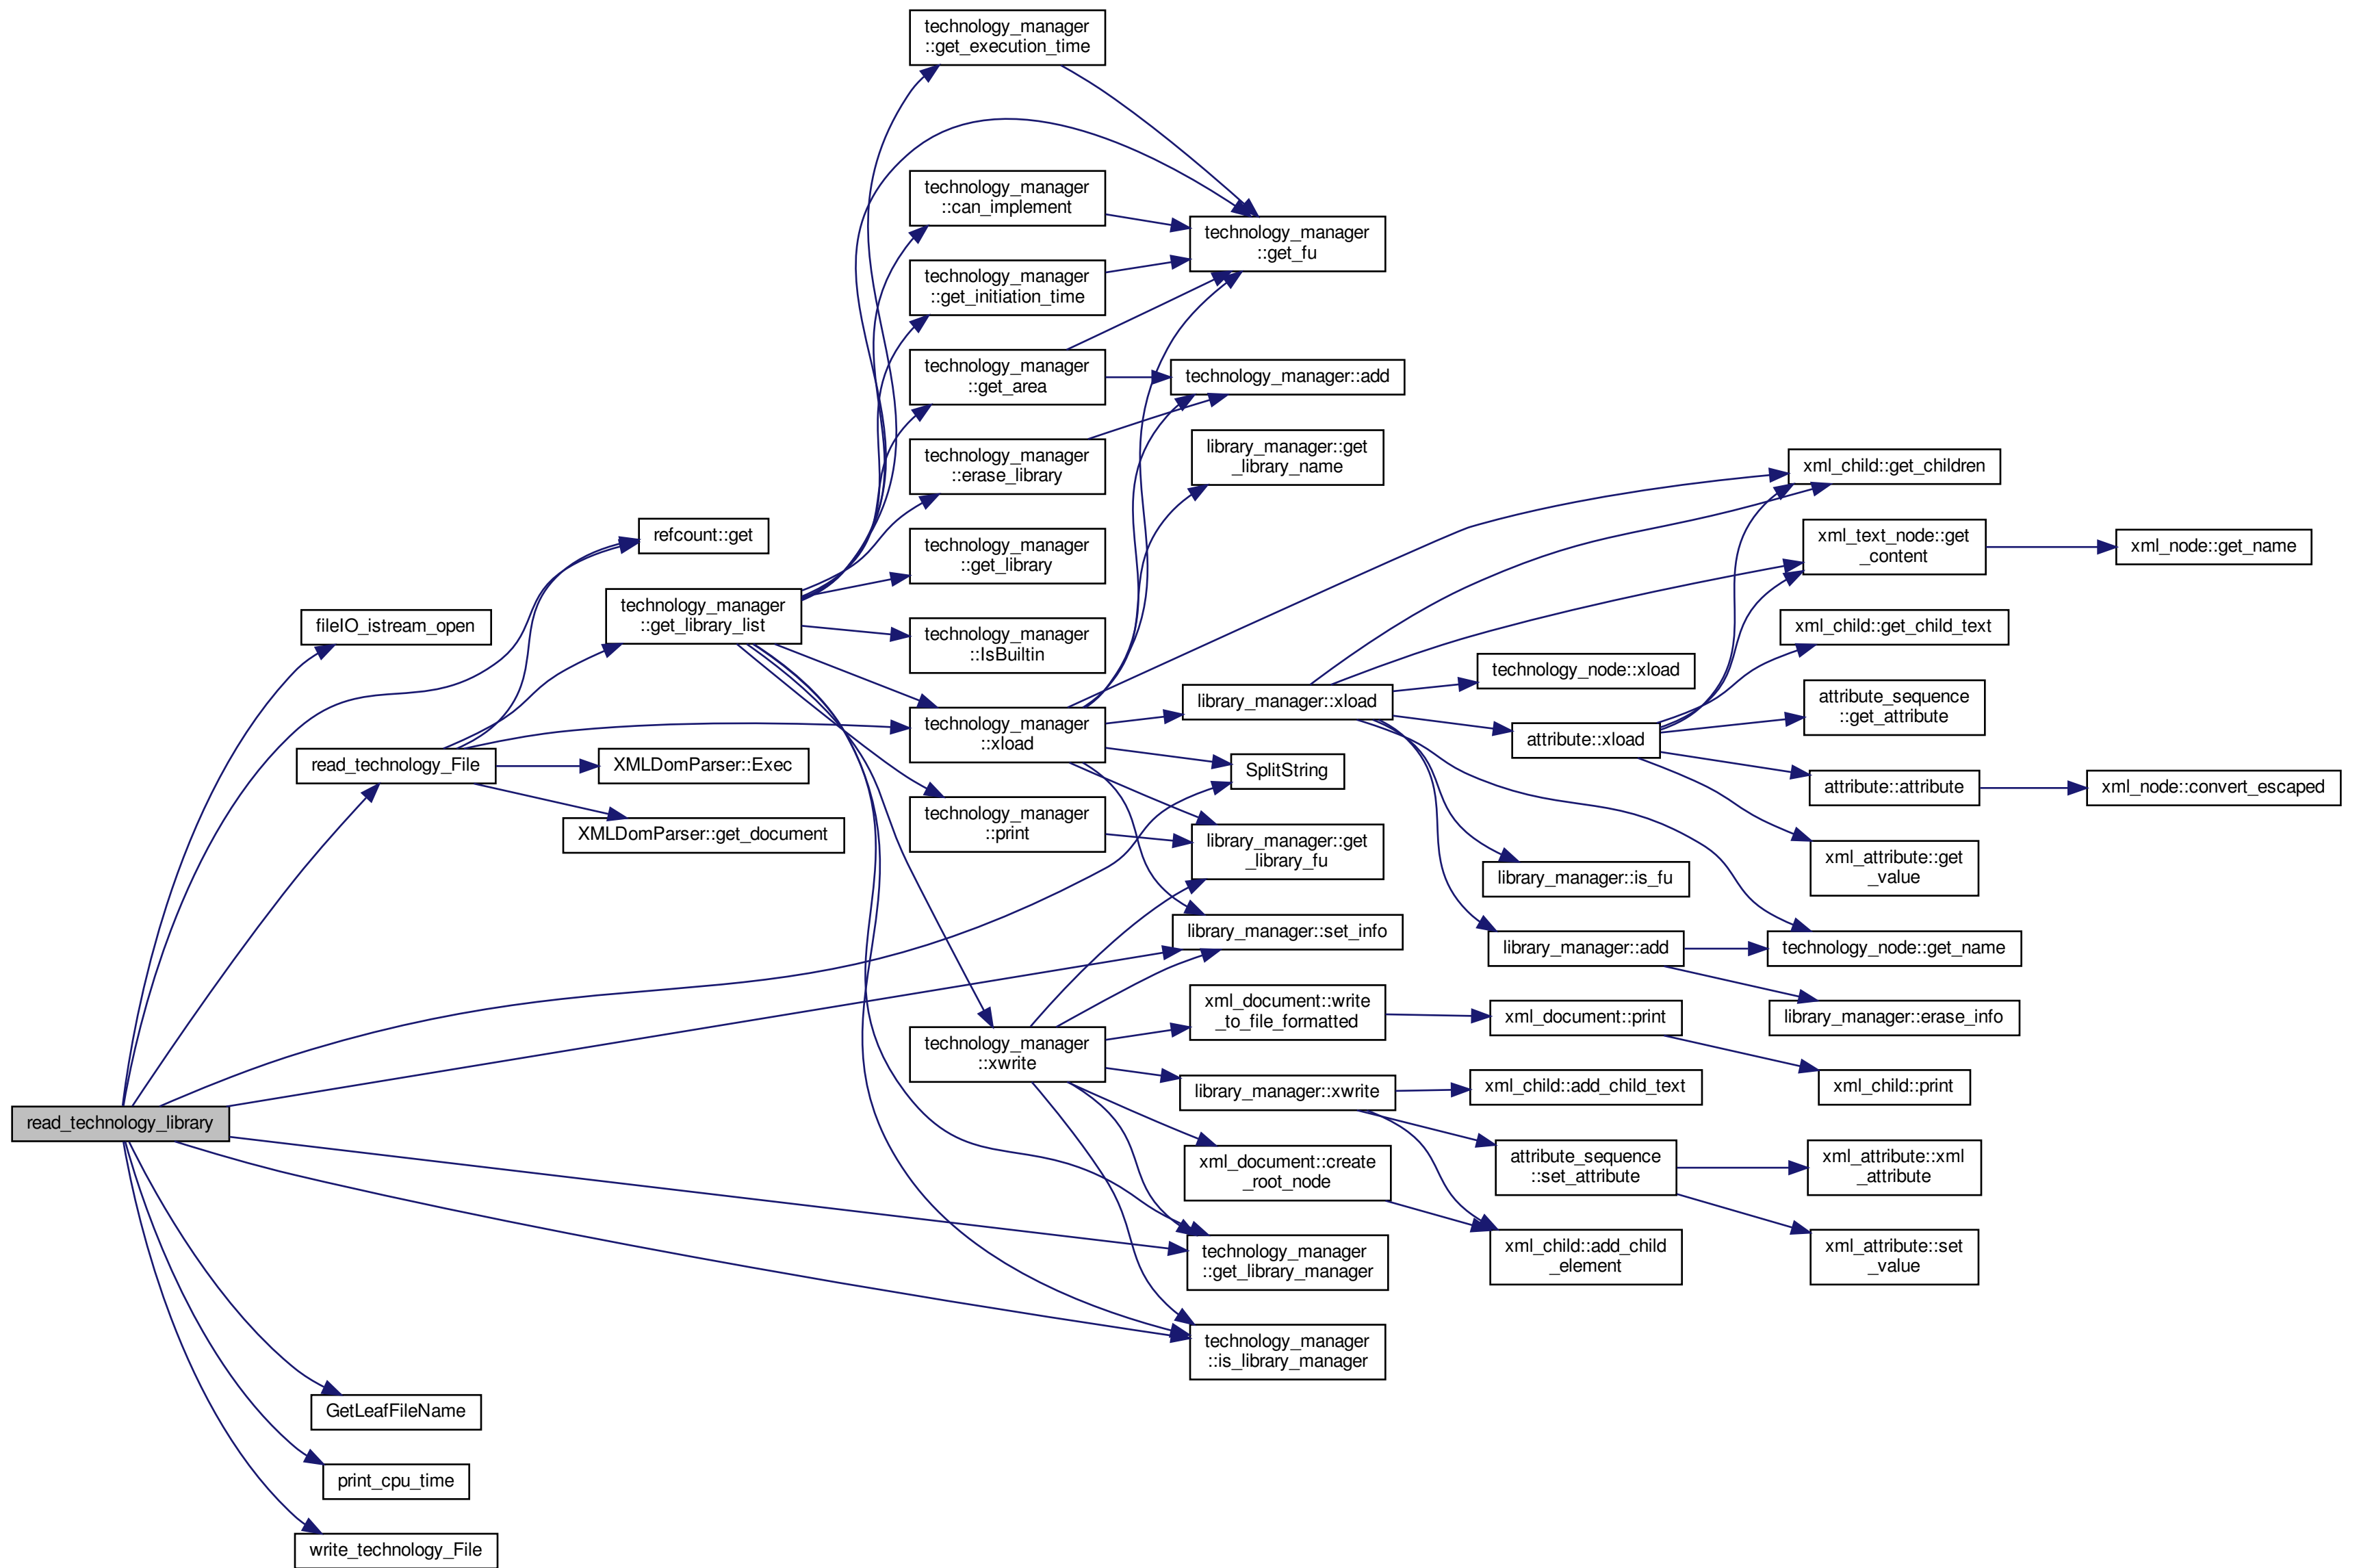 technology_manager
::get_execution_time
technology_manager
::can_implement
technology_manager
::get_fu
technology_manager
::get_initiation_time
technology_manager
::get_area
technology_manager::add
technology_manager
::erase_library
library_manager::get
_library_name
xml_child::get_children
refcount::get
technology_manager
::get_library
xml_text_node::get
_content
xml_node::get_name
fileIO_istream_open
technology_manager
::get_library_list
technology_manager
::IsBuiltin
xml_child::get_child_text
technology_node::xload
read_technology_File
XMLDomParser::Exec
technology_manager
::xload
library_manager::xload
attribute::xload
attribute_sequence
::get_attribute
SplitString
attribute::attribute
xml_node::convert_escaped
XMLDomParser::get_document
technology_manager
::print
library_manager::get
_library_fu
library_manager::is_fu
xml_attribute::get
_value
library_manager::set_info
library_manager::add
technology_node::get_name
technology_manager
::xwrite
xml_document::write
_to_file_formatted
xml_document::print
library_manager::erase_info
library_manager::xwrite
xml_child::add_child_text
xml_child::print
read_technology_library
xml_document::create
_root_node
attribute_sequence
::set_attribute
xml_attribute::xml
_attribute
technology_manager
::get_library_manager
xml_child::add_child
_element
xml_attribute::set
_value
technology_manager
::is_library_manager
GetLeafFileName
print_cpu_time
write_technology_File